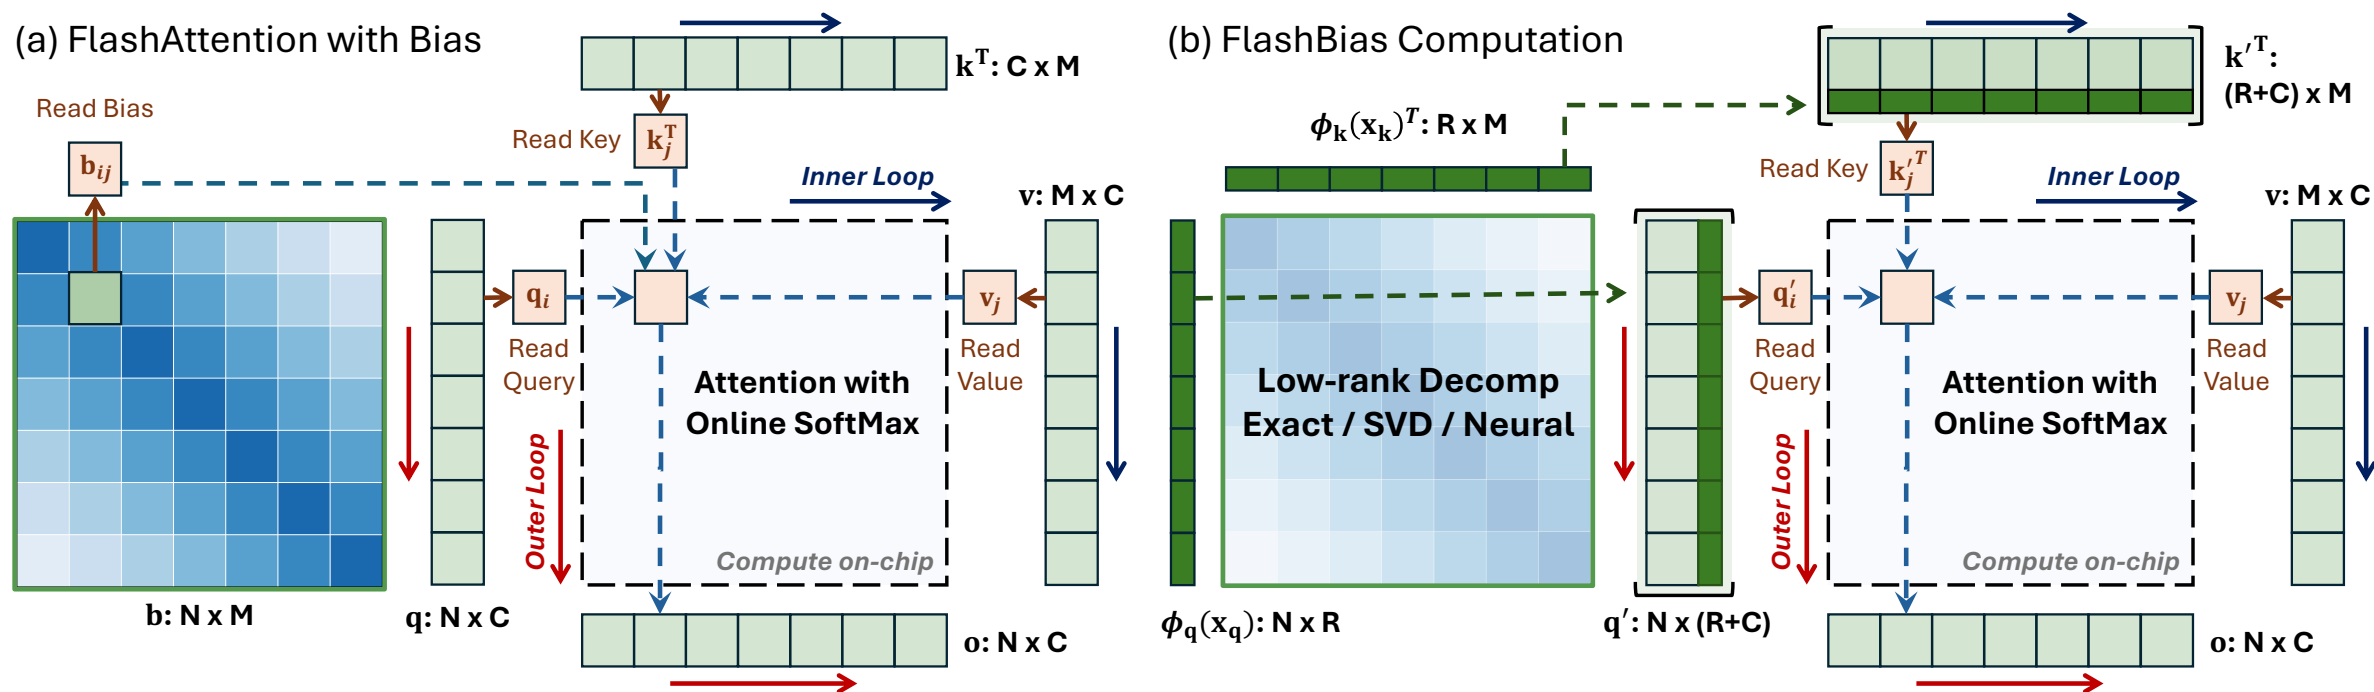 (a) FlashAttention with Bias
kᵀ: C x M
Read Bias
Read Key
kⱼᵀ
bᵢⱼ
Inner Loop
v: M x C
qᵢ
vⱼ
Read
Query
Read
Value
Attention with
Online SoftMax
Outer Loop
Compute on-chip
b: N x M
q: N x C
o: N x C
(b) FlashBias Computation
k′ᵀ:
(R+C) x M
ϕₖ(xₖ)ᵀ: R x M
Read Key
k′ⱼᵀ
Inner Loop
v: M x C
q′ᵢ
vⱼ
Read
Query
Read
Value
Low-rank Decomp
Exact / SVD / Neural
Attention with
Online SoftMax
Outer Loop
Compute on-chip
ϕ_q(x_q): N x R
q′: N x (R+C)
o: N x C